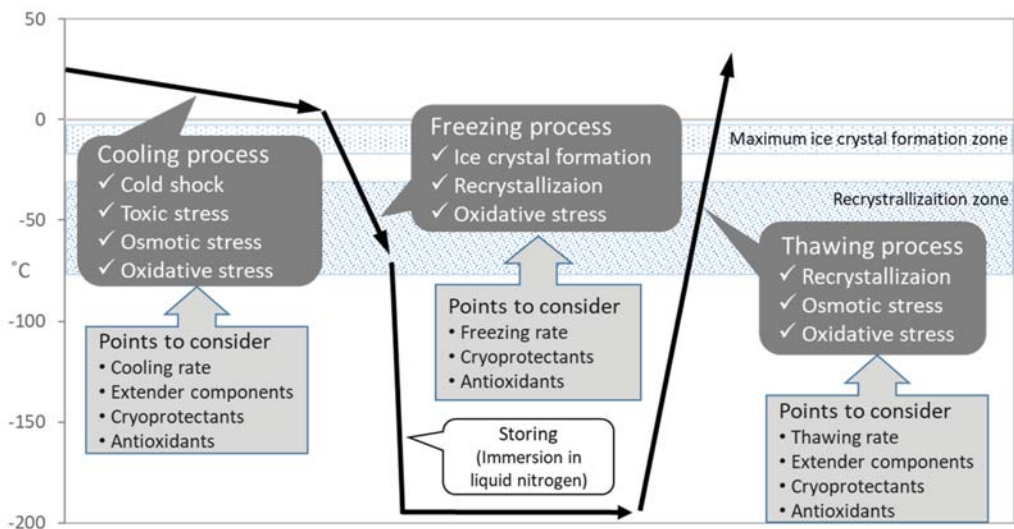 50
0
-50
˚C
-100
-150
-200
Maximum ice crystal formation zone
Recrystrallizaition zone
Cooling process
✓ Cold shock
✓ Toxic stress
✓ Osmotic stress
✓ Oxidative stress
Points to consider
• Cooling rate
• Extender components
• Cryoprotectants
• Antioxidants
Freezing process
✓ Ice crystal formation
✓ Recrystallizaion
✓ Oxidative stress
Points to consider
• Freezing rate
• Cryoprotectants
• Antioxidants
Storing
(Immersion in
liquid nitrogen)
Thawing process
✓ Recrystallizaion
✓ Osmotic stress
✓ Oxidative stress
Points to consider
• Thawing rate
• Extender components
• Cryoprotectants
• Antioxidants